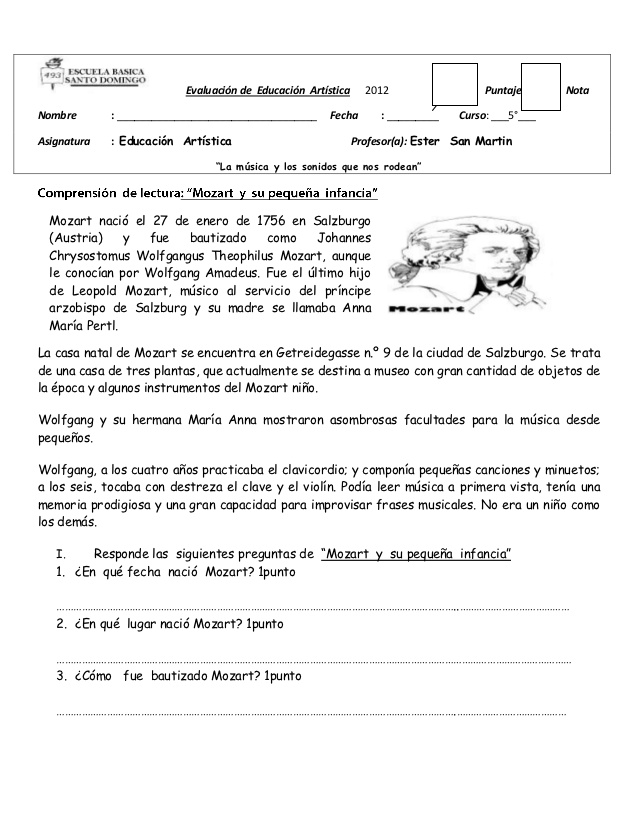 493
ESCUELA BASICA
SANTO DOMINGO
Evaluación de Educación Artística 2012 Puntaje Nota
Nombre : ________________________________ Fecha : _________ Curso: ___5°___
Asignatura : Educación Artística Profesor(a): Ester San Martin
“La música y los sonidos que nos rodean”
Comprensión de lectura: “Mozart y su pequeña infancia”
Mozart nació el 27 de enero de 1756 en Salzburgo
(Austria) y fue bautizado como Johannes
Chrysostomus Wolfgangus Theophilus Mozart, aunque
le conocían por Wolfgang Amadeus. Fue el último hijo
de Leopold Mozart, músico al servicio del príncipe
arzobispo de Salzburg y su madre se llamaba Anna
María Pertl.
Mozart
La casa natal de Mozart se encuentra en Getreidegasse n.º 9 de la ciudad de Salzburgo. Se trata
de una casa de tres plantas, que actualmente se destina a museo con gran cantidad de objetos de
la época y algunos instrumentos del Mozart niño.
Wolfgang y su hermana María Anna mostraron asombrosas facultades para la música desde
pequeños.
Wolfgang, a los cuatro años practicaba el clavicordio; y componía pequeñas canciones y minuetos;
a los seis, tocaba con destreza el clave y el violín. Podía leer música a primera vista, tenía una
memoria prodigiosa y una gran capacidad para improvisar frases musicales. No era un niño como
los demás.
I. Responde las siguientes preguntas de “Mozart y su pequeña infancia”
1. ¿En qué fecha nació Mozart? 1punto
2. ¿En qué lugar nació Mozart? 1punto
3. ¿Cómo fue bautizado Mozart? 1punto